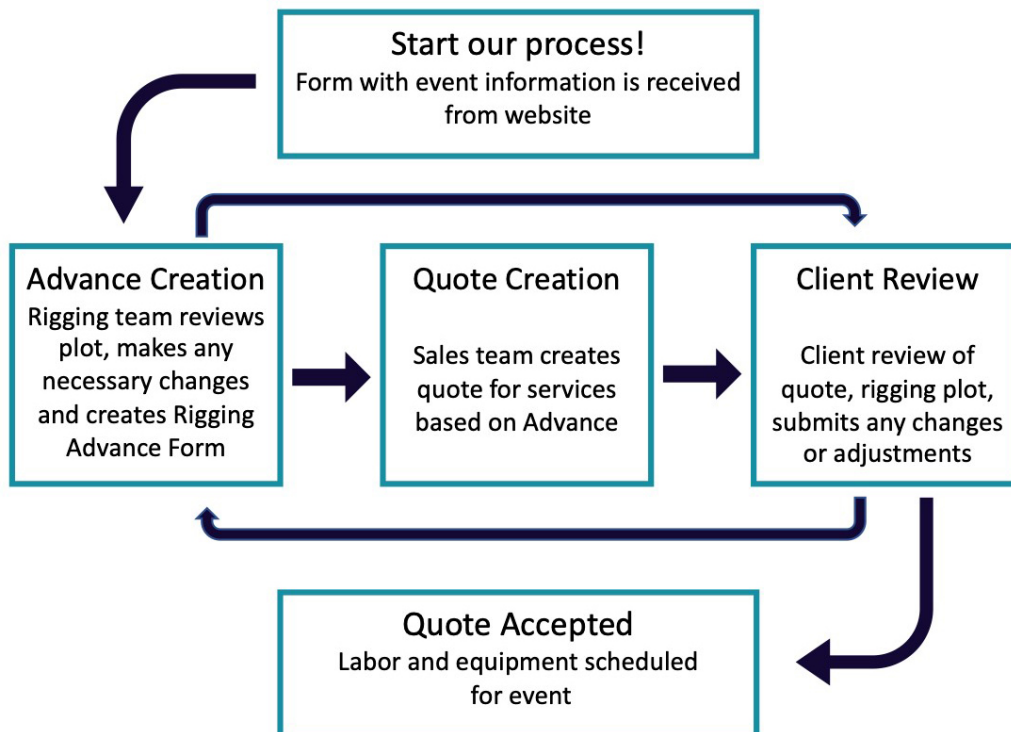 Start our process!
Form with event information is received
from website
Advance Creation
Rigging team reviews
plot, makes any
necessary changes
and creates Rigging
Advance Form
Quote Creation
Sales team creates
quote for services
based on Advance
Client Review
Client review of
quote, rigging plot,
submits any changes
or adjustments
Quote Accepted
Labor and equipment scheduled
for event